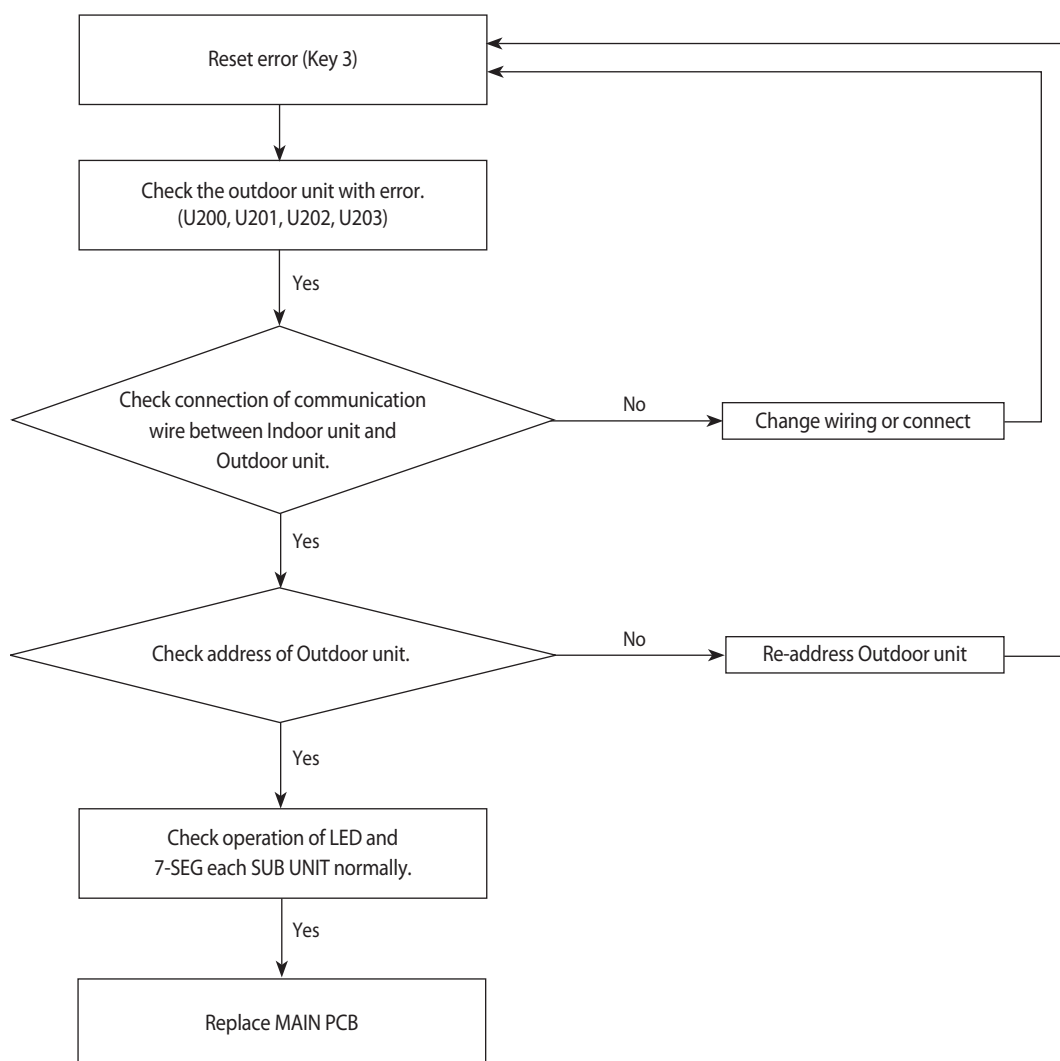 Reset error (Key 3)
Check the outdoor unit with error.
(U200, U201, U202, U203)
Yes
Check connection of communication
wire between Indoor unit and
Outdoor unit.
No
Change wiring or connect
Yes
Check address of Outdoor unit.
No
Re-address Outdoor unit
Yes
Check operation of LED and
7-SEG each SUB UNIT normally.
Yes
Replace MAIN PCB